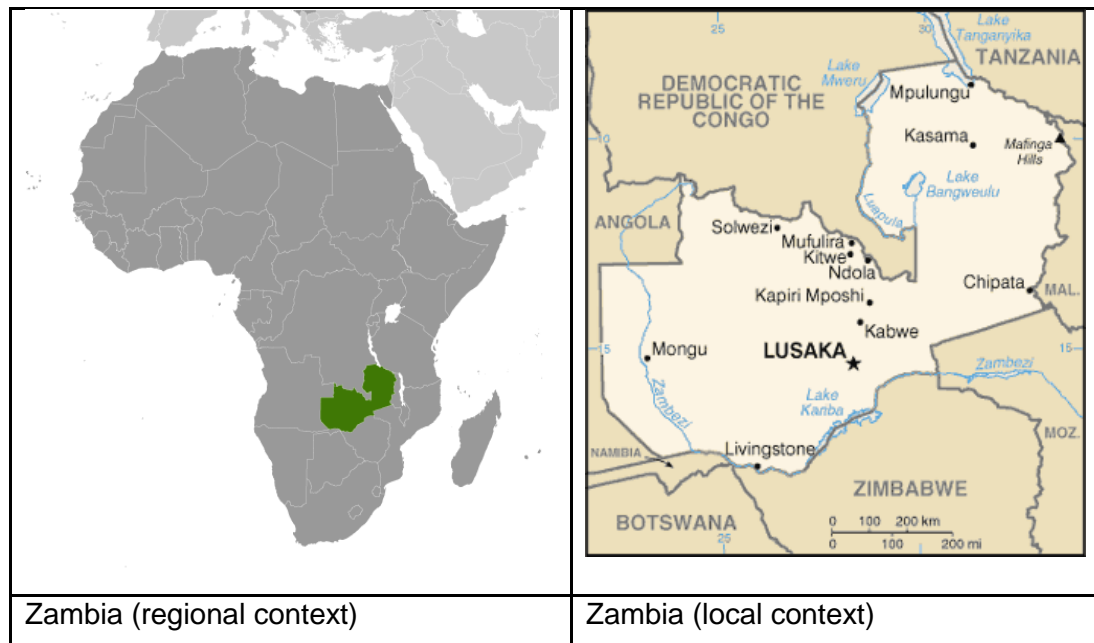 25
30
Lake
Tanganyika
TANZANIA
Lake
Mweru
DEMOCRATIC
REPUBLIC OF THE
CONGO
Mpulungu
10
10
Kasama
Mafinga
Hills
Lake
Bangweulu
Luapula
ANGOLA
Solwezi
Mufulira
Kitwe
Ndola
Chipata
MAL.
Kapiri Mposhi
Kabwe
15
Mongu
LUSAKA
15
Zambezi
Zambezi
Lake
Kariba
MOZ.
Livingstone
NAMIBIA
ZIMBABWE
BOTSWANA
0 100 200 km
0 100 200 mi
25
Zambia (regional context)
Zambia (local context)